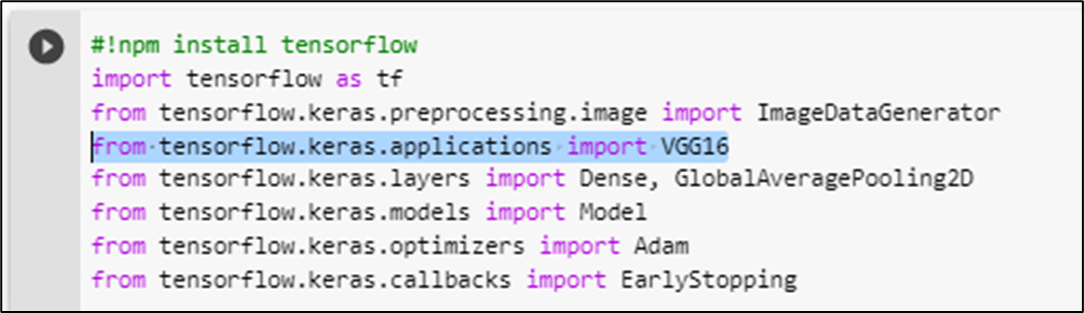 #!npm install tensorflow
import tensorflow as tf
from tensorflow.keras.preprocessing.image import ImageDataGenerator
from tensorflow.keras.applications import VGG16
from tensorflow.keras.layers import Dense, GlobalAveragePooling2D
from tensorflow.keras.models import Model
from tensorflow.keras.optimizers import Adam
from tensorflow.keras.callbacks import EarlyStopping